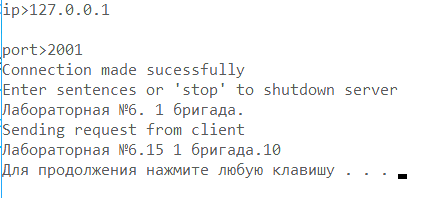 ip>127.0.0.1
port>2001
Connection made sucessfully
Enter sentences or 'stop' to shutdown server
Лабораторная №6. 1 бригада.
Sending request from client
Лабораторная №6.15 1 бригада.10
Для продолжения нажмите любую клавишу . . .